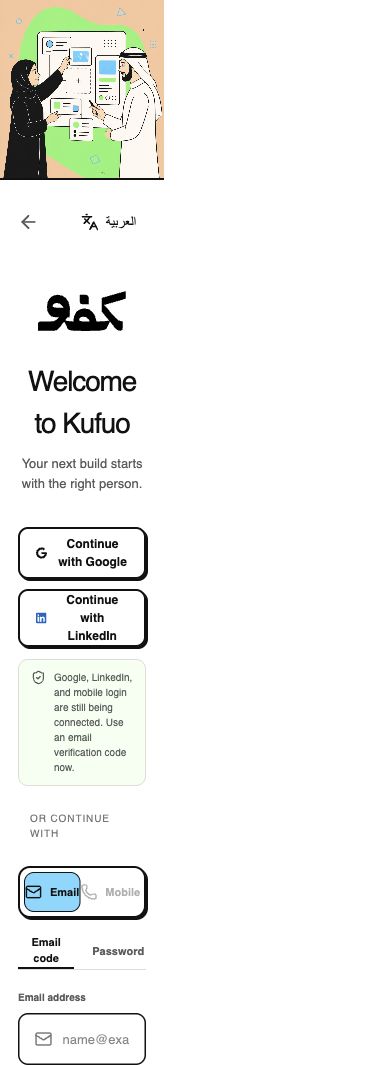 العربية
كفو
Welcome
to Kufuo
Your next build starts
with the right person.
Continue
with Google
Continue
with
LinkedIn
Google, LinkedIn,
and mobile login
are still being
connected. Use
an email
verification code
now.
OR CONTINUE
WITH
Email
Mobile
Email
code
Password
Email address
name@exa